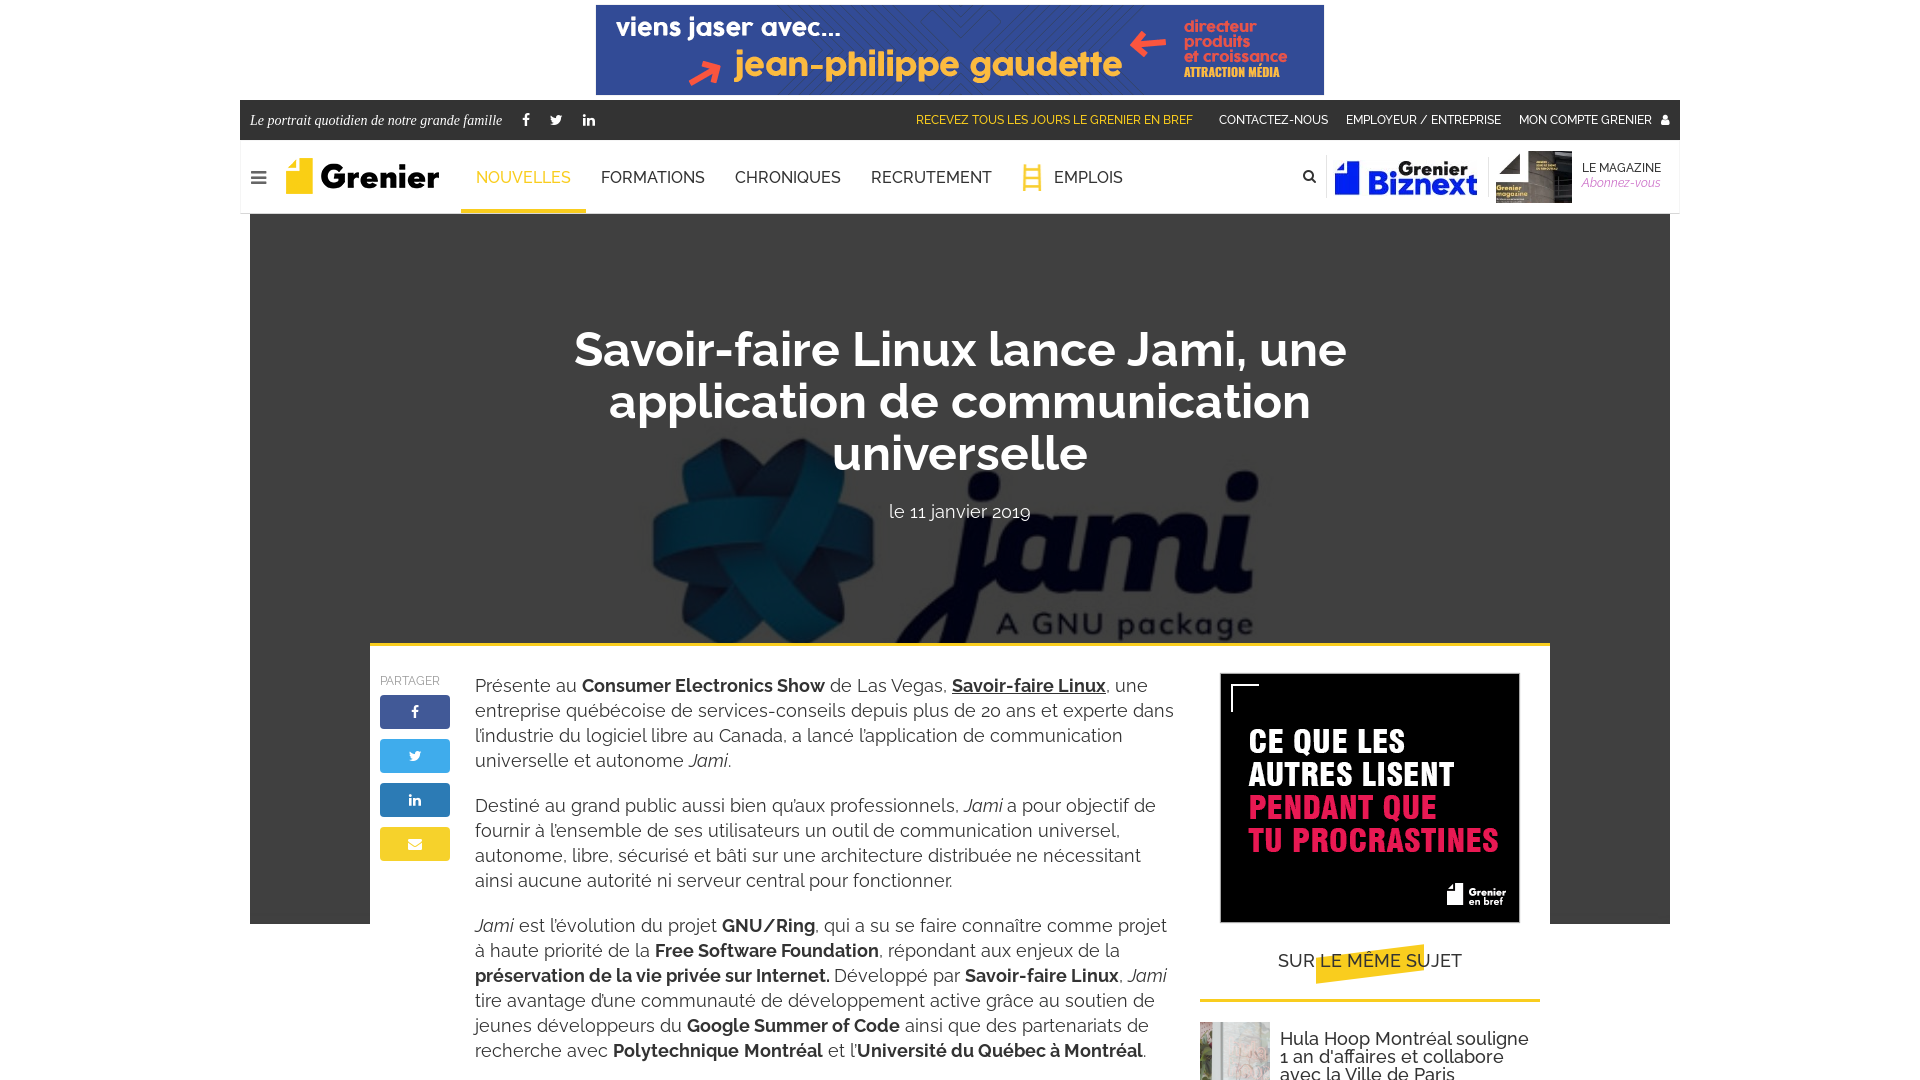 viens jaser avec...
jean-philippe gaudette
directeur
produits
et croissance
ATTRACTION MÉDIA
Le portrait quotidien de notre grande famille
RECEVEZ TOUS LES JOURS LE GRENIER EN BREF
CONTACTEZ-NOUS
EMPLOYEUR / ENTREPRISE
MON COMPTE GRENIER
Grenier
NOUVELLES
FORMATIONS
CHRONIQUES
RECRUTEMENT
EMPLOIS
Grenier
Biznext
Grenier
magazine
LE MAGAZINE
Abonnez-vous
Savoir-faire Linux lance Jami, une
application de communication
universelle
le 11 janvier 2019
jami
A GNU package
PARTAGER
Présente au Consumer Electronics Show de Las Vegas, Savoir-faire Linux, une
entreprise québécoise de services-conseils depuis plus de 20 ans et experte dans
l’industrie du logiciel libre au Canada, a lancé l’application de communication
universelle et autonome Jami.
Destiné au grand public aussi bien qu’aux professionnels, Jami a pour objectif de
fournir à l’ensemble de ses utilisateurs un outil de communication universel,
autonome, libre, sécurisé et bâti sur une architecture distribuée ne nécessitant
ainsi aucune autorité ni serveur central pour fonctionner.
Jami est l’évolution du projet GNU/Ring, qui a su se faire connaître comme projet
à haute priorité de la Free Software Foundation, répondant aux enjeux de la
préservation de la vie privée sur Internet. Développé par Savoir-faire Linux, Jami
tire avantage d’une communauté de développement active grâce au soutien de
jeunes développeurs du Google Summer of Code ainsi que des partenariats de
recherche avec Polytechnique Montréal et l’Université du Québec à Montréal.
CE QUE LES
AUTRES LISENT
PENDANT QUE
TU PROCRASTINES
Grenier
en bref
SUR LE MÊME SUJET
Hula Hoop Montréal souligne
1 an d'affaires et collabore
avec la Ville de Paris